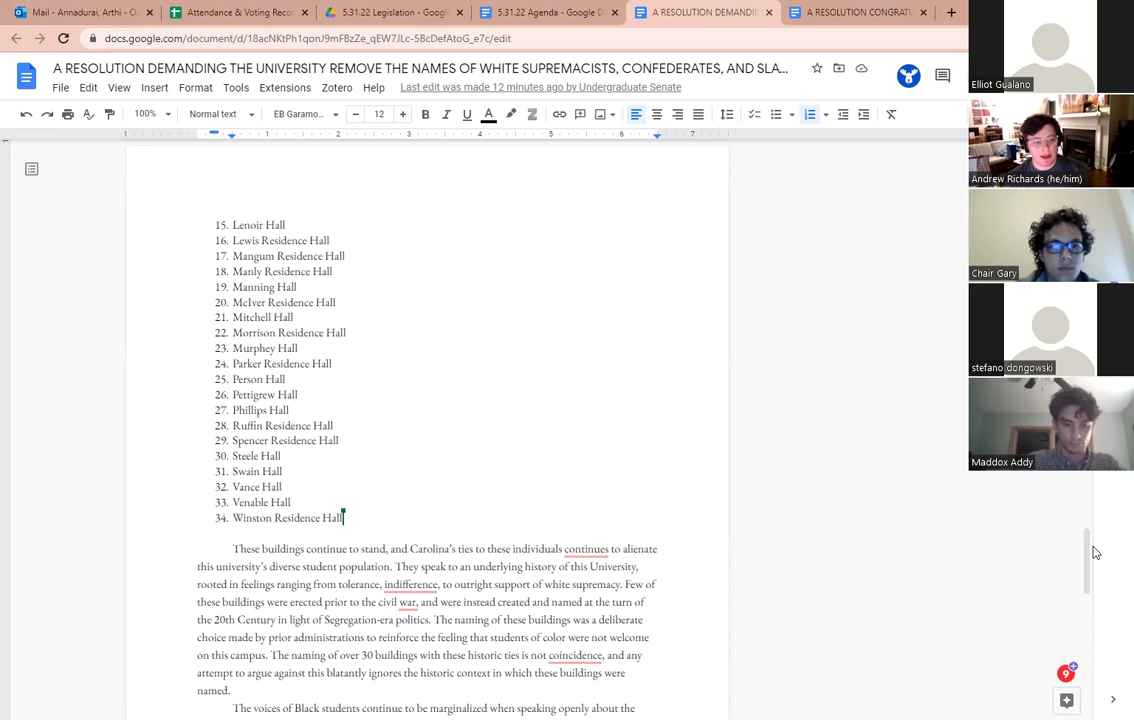 Mail - Annadurai, Arthi - Ou
Attendance & Voting Recor
5.31.22 Legislation - Google
5.31.22 Agenda - Google D
A RESOLUTION DEMANDIN
A RESOLUTION CONGRATU
docs.google.com/document/d/18acNKtPh1qonJ9mFBzZe_qEW7JLc-5BcDefAtoG_e7c/edit
A RESOLUTION DEMANDING THE UNIVERSITY REMOVE THE NAMES OF WHITE SUPREMACISTS, CONFEDERATES, AND SLA...
File Edit View Insert Format Tools Extensions Zotero Help Last edit was made 12 minutes ago by Undergraduate Senate
100% Normal text EB Garamo... 12 B I U A Z
1 1 2 3 4 5 6 7
15. Lenoir Hall
16. Lewis Residence Hall
17. Mangum Residence Hall
18. Manly Residence Hall
19. Manning Hall
20. McIver Residence Hall
21. Mitchell Hall
22. Morrison Residence Hall
23. Murphey Hall
24. Parker Residence Hall
25. Person Hall
26. Pettigrew Hall
27. Phillips Hall
28. Ruffin Residence Hall
29. Spencer Residence Hall
30. Steele Hall
31. Swain Hall
32. Vance Hall
33. Venable Hall
34. Winston Residence Hall
These buildings continue to stand, and Carolina's ties to these individuals continues to alienate
this university's diverse student population. They speak to an underlying history of this University,
rooted in feelings ranging from tolerance, indifference, to outright support of white supremacy. Few of
these buildings were erected prior to the civil war, and were instead created and named at the turn of
the 20th Century in light of Segregation-era politics. The naming of these buildings was a deliberate
choice made by prior administrations to reinforce the feeling that students of color were not welcome
on this campus. The naming of over 30 buildings with these historic ties is not coincidence, and any
attempt to argue against this blatantly ignores the historic context in which these buildings were
named.
The voices of Black students continue to be marginalized when speaking openly about the
Elliot Gualano
Andrew Richards (he/him)
Chair Gary
stefano dongowski
Maddox Addy
9